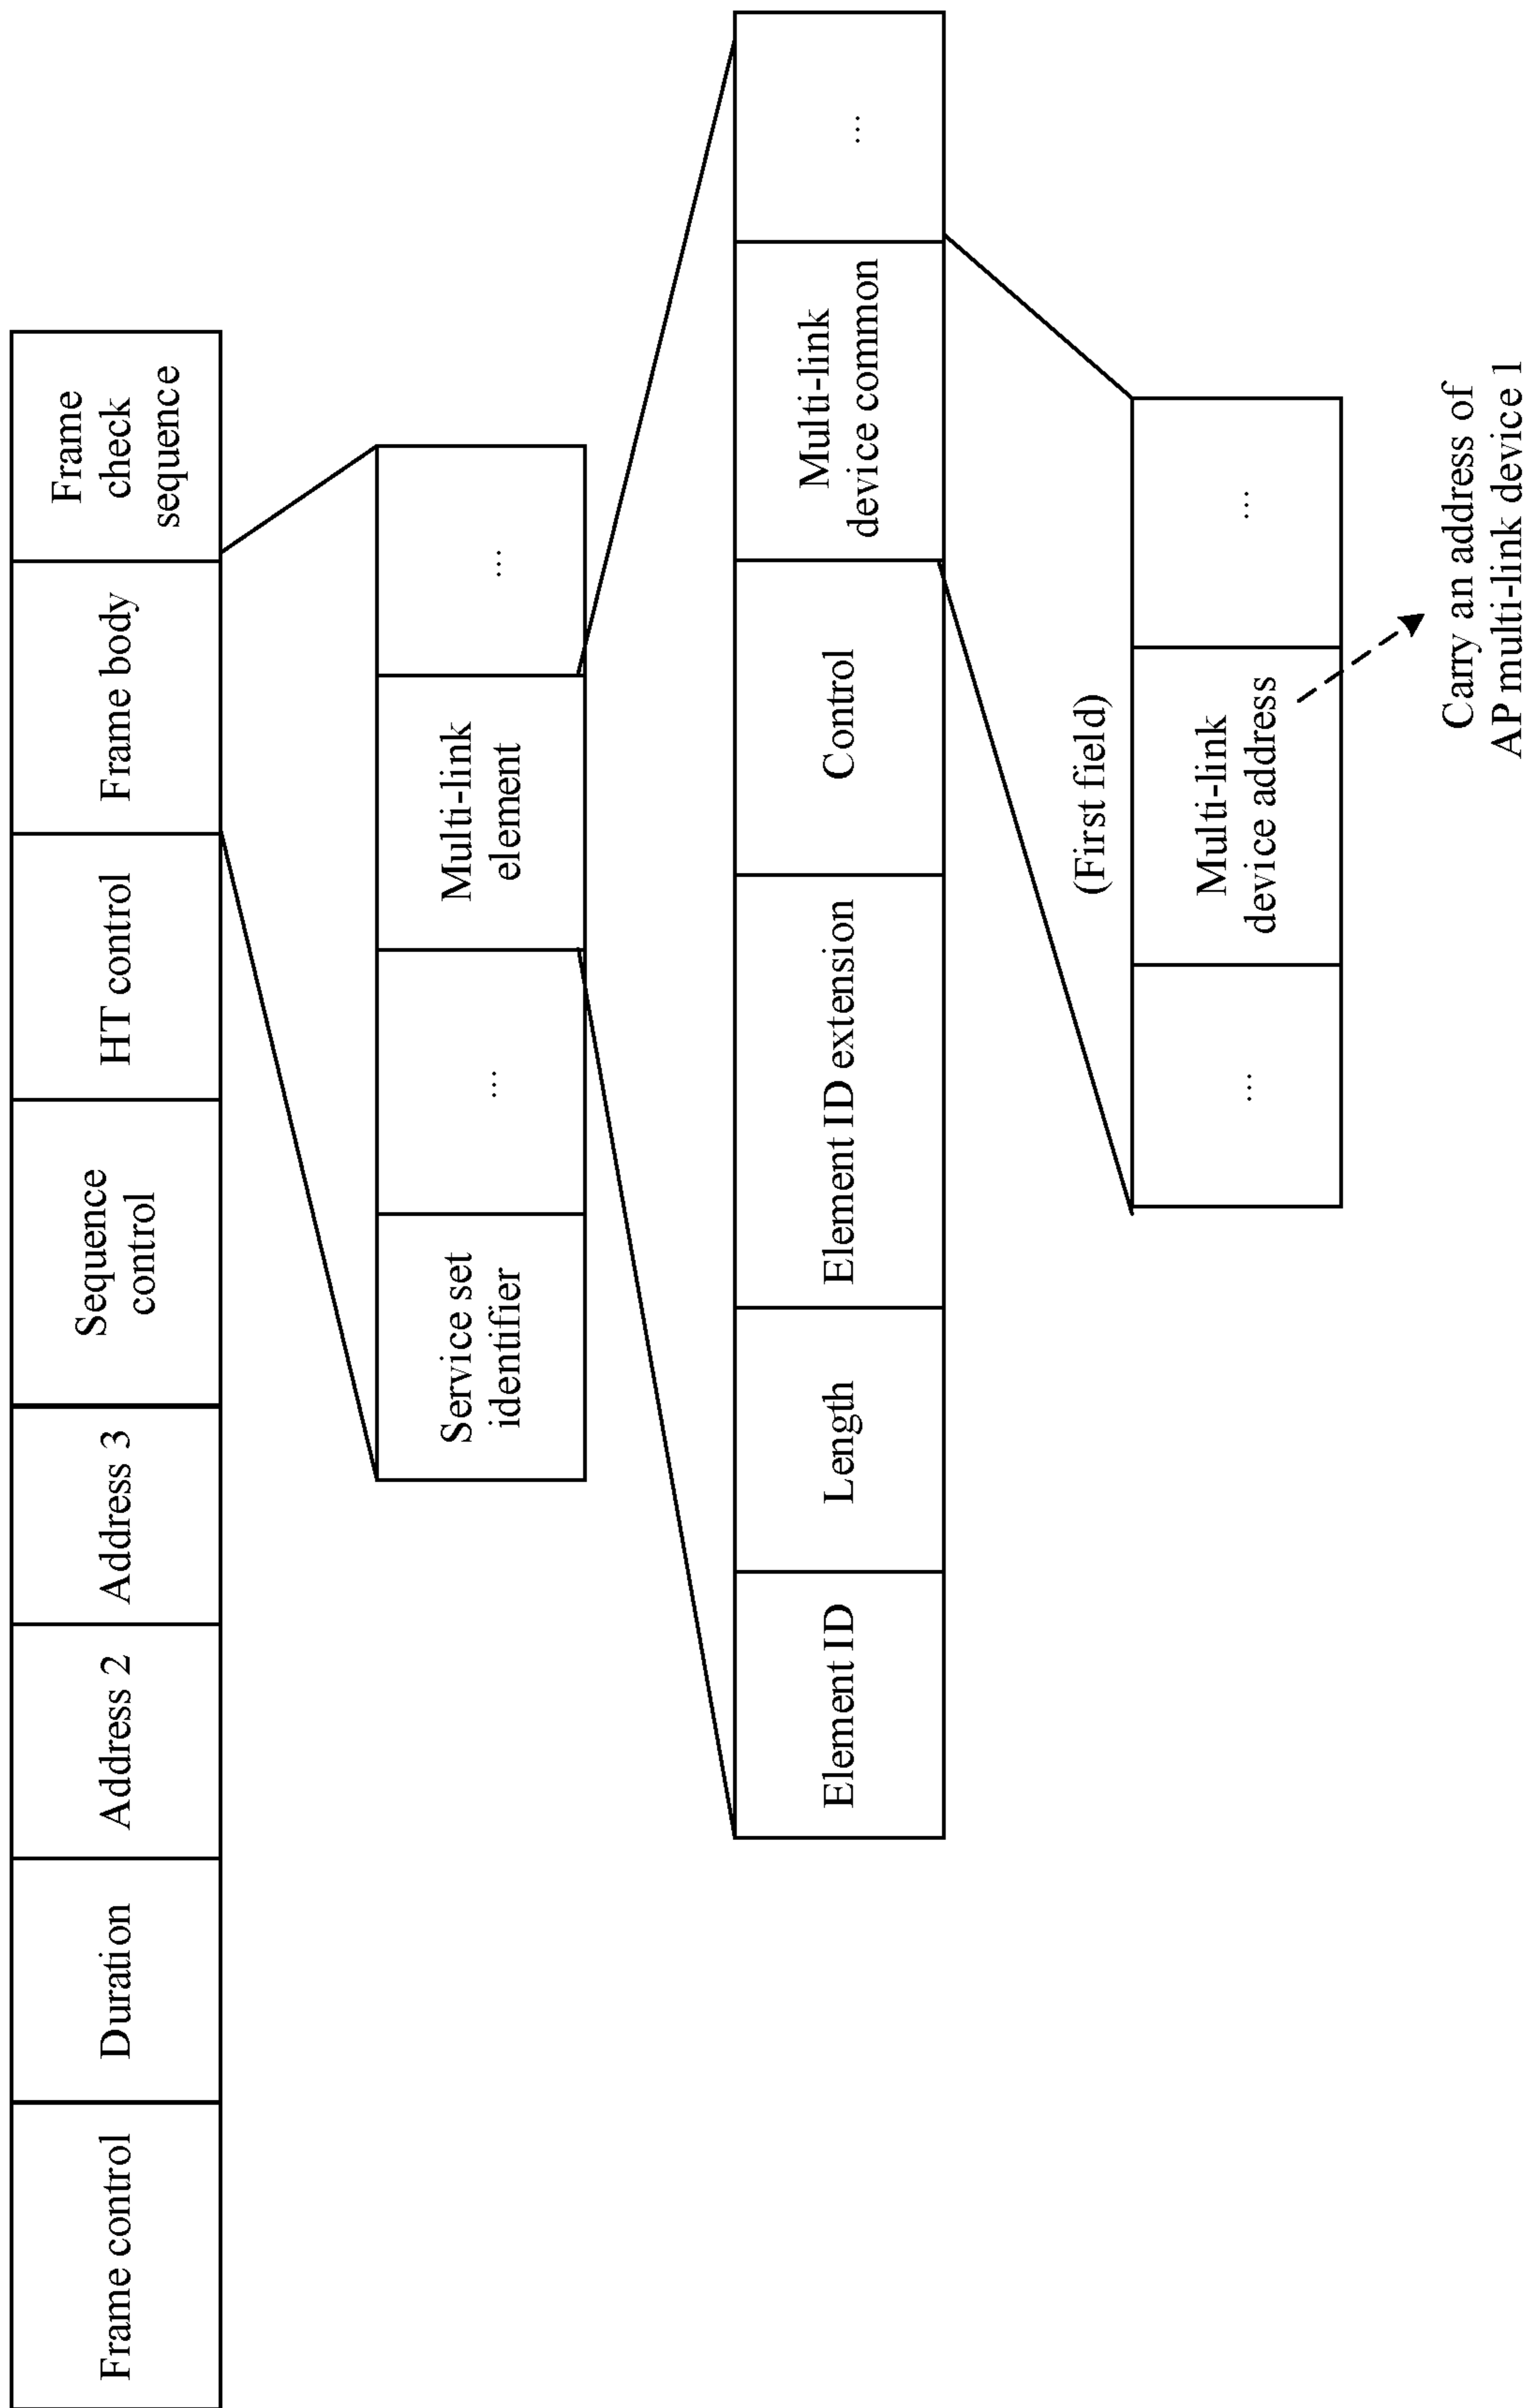 Frame control
Duration
Address 2
Address 3
Sequence
control
HT control
Frame body
Frame
check
sequence
Service set
identifier
...
Multi-link
element
...
Element ID
Length
Element ID extension
Control
Multi-link
device common
...
(First field)
...
Multi-link
device address
...
Carry an address of
AP multi-link device 1